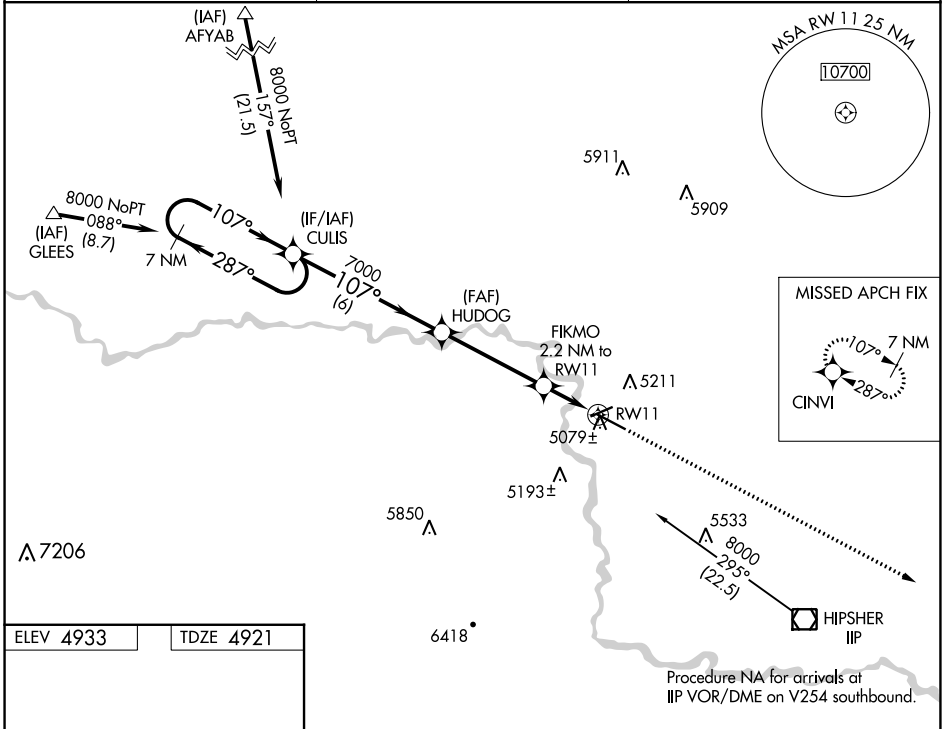 (IAF)
AFYAB
8000 NoPT
157°
(21.5)
MSA RW 11 25 NM
10700
5911
5909
8000 NoPT
088°
(8.7)
(IAF)
GLEES
107°
7 NM
287°
(IF/IAF)
CULIS
7000
107°
(6)
(FAF)
HUDOG
FIKMO
2.2 NM to
RW11
5211
RW11
5079±
5193±
MISSED APCH FIX
7 NM
107°
287°
CINVI
5850
7206
5533
8000
295°
(22.5)
HIPSHER
IIP
6418
ELEV 4933
TDZE 4921
Procedure NA for arrivals at
IIP VOR/DME on V254 southbound.